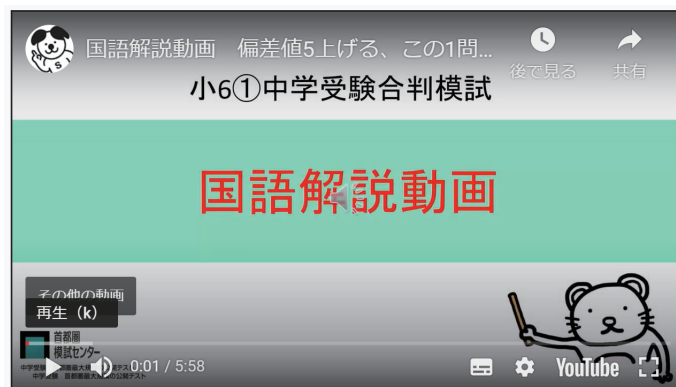 国語解説動画 偏差値5上げる、この1問...
後で見る
共有
小6①中学受験合判模試
国語解説動画
その他の動画
再生（k）
首都圏
模試センター
0:01 / 5:58
YouTube